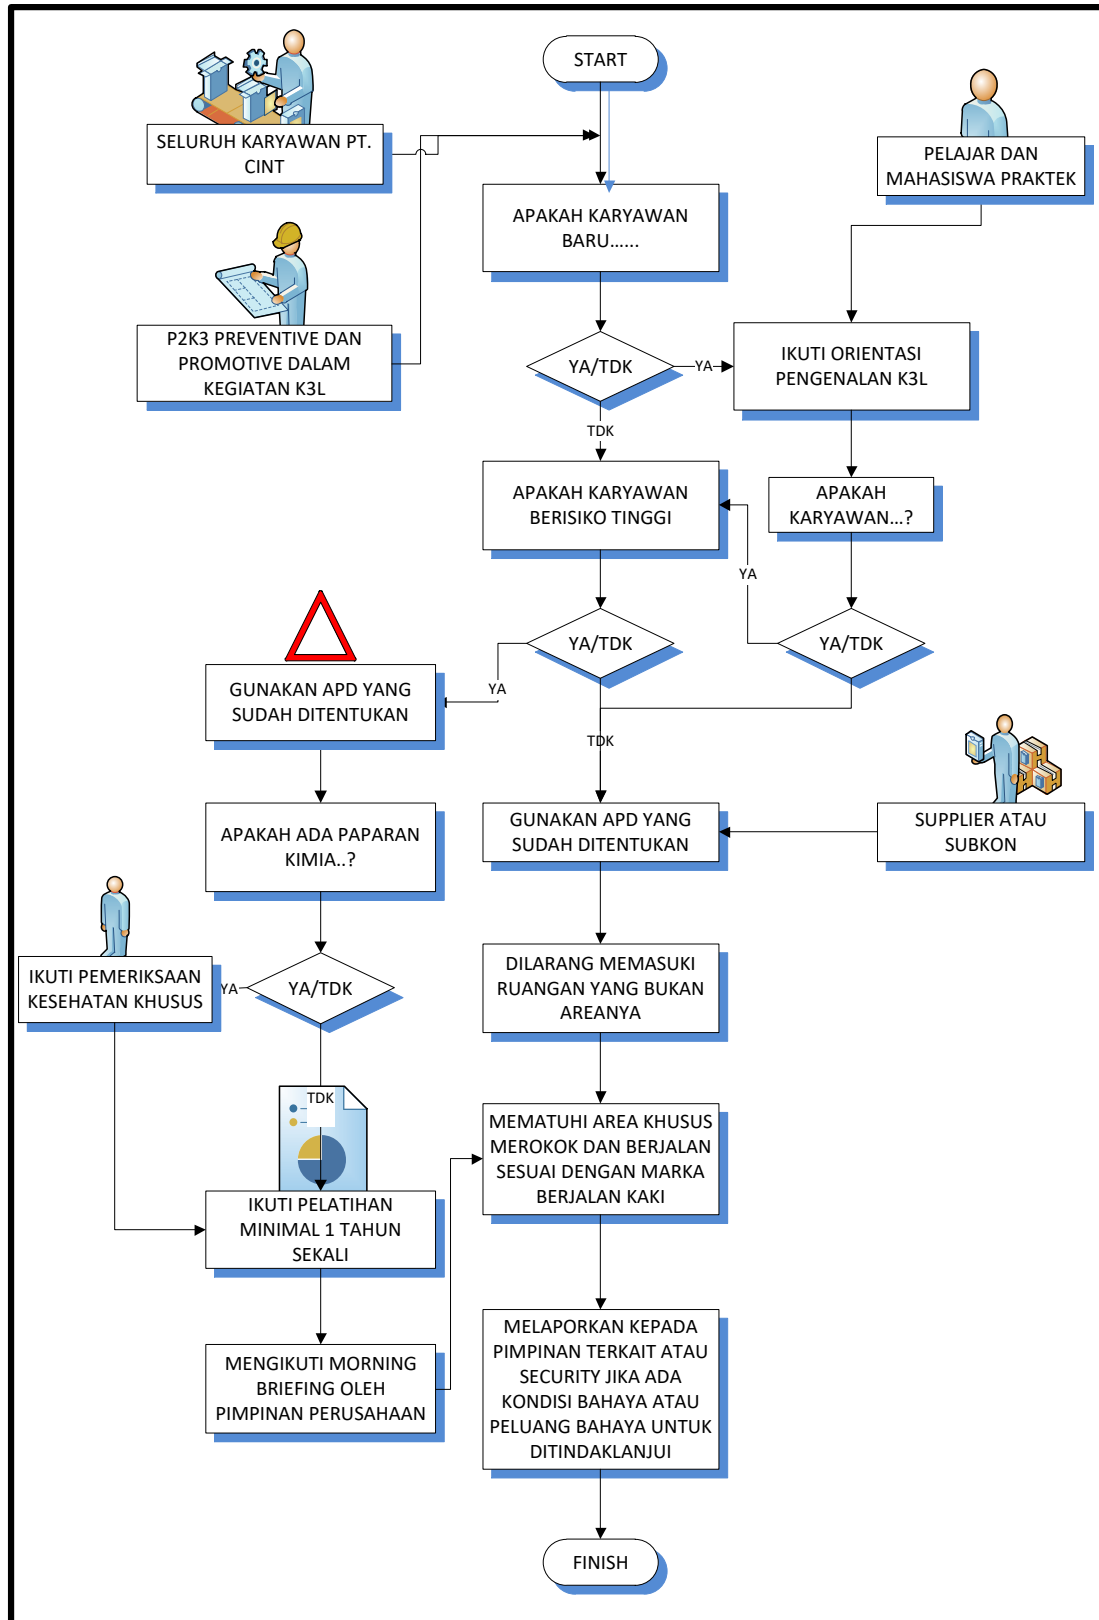 START
SELURUH KARYAWAN PT.
CINT
PELAJAR DAN
MAHASISWA PRAKTEK
APAKAH KARYAWAN
BARU......
P2K3 PREVENTIVE DAN
PROMOTIVE DALAM
KEGIATAN K3L
YA/TDK
YA
IKUTI ORIENTASI
PENGENALAN K3L
TDK
APAKAH KARYAWAN
BERISIKO TINGGI
APAKAH
KARYAWAN...?
YA
YA/TDK
YA/TDK
YA
GUNAKAN APD YANG
SUDAH DITENTUKAN
TDK
APAKAH ADA PAPARAN
KIMIA..?
GUNAKAN APD YANG
SUDAH DITENTUKAN
SUPPLIER ATAU
SUBKON
IKUTI PEMERIKSAAN
KESEHATAN KHUSUS
YA
YA/TDK
DILARANG MEMASUKI
RUANGAN YANG BUKAN
AREANYA
TDK
MEMATUHI AREA KHUSUS
MEROKOK DAN BERJALAN
SESUAI DENGAN MARKA
BERJALAN KAKI
IKUTI PELATIHAN
MINIMAL 1 TAHUN
SEKALI
MENGIKUTI MORNING
BRIEFING OLEH
PIMPINAN PERUSAHAAN
MELAPORKAN KEPADA
PIMPINAN TERKAIT ATAU
SECURITY JIKA ADA
KONDISI BAHAYA ATAU
PELUANG BAHAYA UNTUK
DITINDAKLANJUI
FINISH